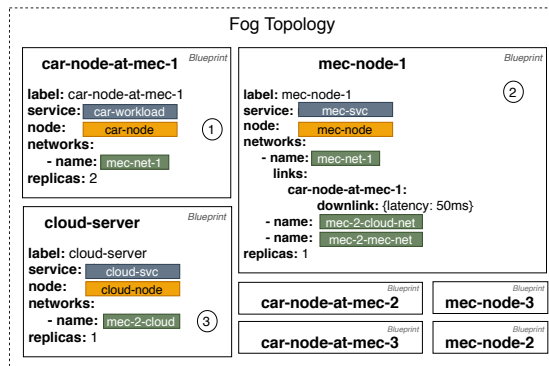 Fog Topology
Blueprint
car-node-at-mec-1
label: car-node-at-mec-1
service: car-workload
node: car-node
1
networks:
- name: mec-net-1
replicas: 2
Blueprint
mec-node-1
2
label: mec-node-1
service: mec-svc
node: mec-node
networks:
- name: mec-net-1
links:
car-node-at-mec-1:
downlink: {latency: 50ms}
- name: mec-2-cloud-net
- name: mec-2-mec-net
replicas: 1
Blueprint
cloud-server
label: cloud-server
service: cloud-svc
node: cloud-node
networks:
- name: mec-2-cloud
3
replicas: 1
Blueprint
car-node-at-mec-2
Blueprint
mec-node-3
Blueprint
car-node-at-mec-3
Blueprint
mec-node-2